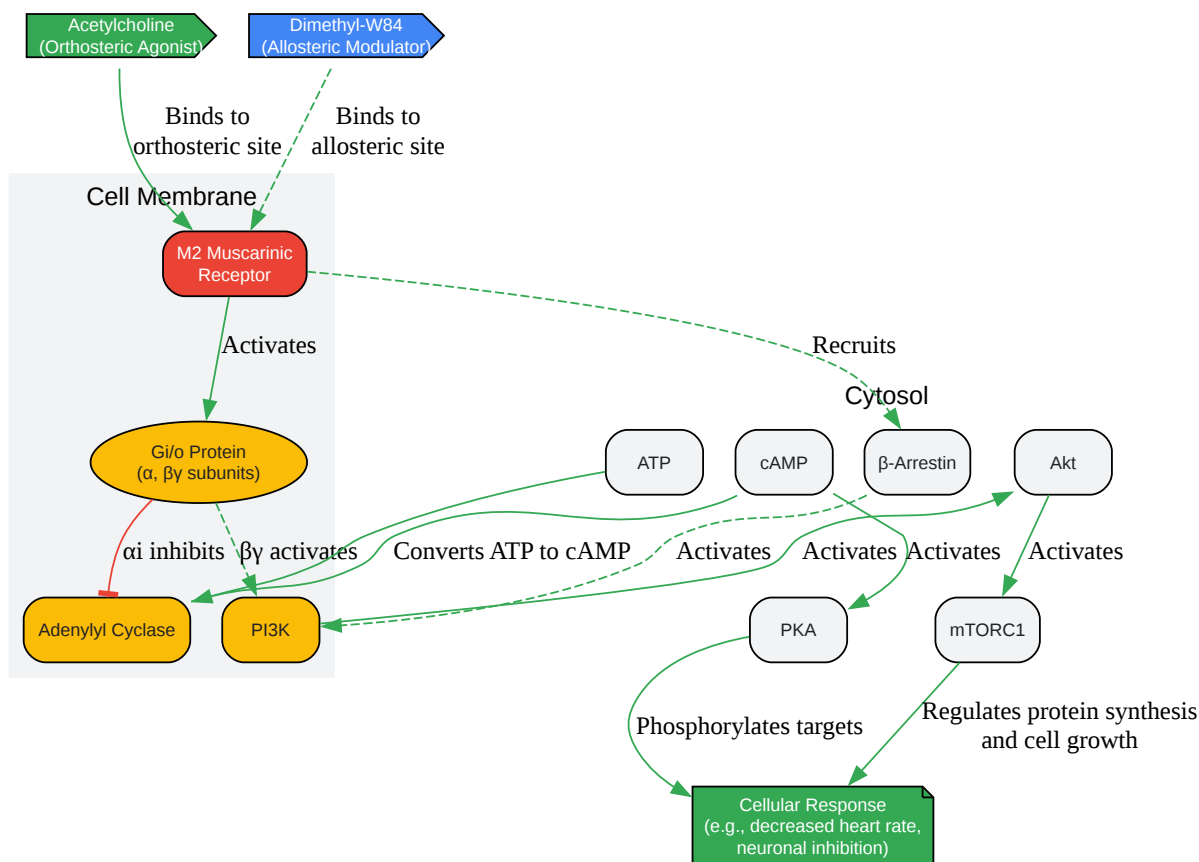 Acetylcholine
(Orthosteric Agonist)
Dimethyl-W84
(Allosteric Modulator)
Binds to
orthosteric site
Binds to
allosteric site
Cell Membrane
M2 Muscarinic
Receptor
Activates
Recruits
Cytosol
Gi/o Protein
(α, βγ subunits)
ATP
cAMP
β-Arrestin
Akt
αi inhibits
βγ activates
Converts ATP to cAMP
Activates
Activates
Activates
Activates
Adenylyl Cyclase
PI3K
PKA
mTORC1
Phosphorylates targets
Regulates protein synthesis
and cell growth
Cellular Response
(e.g., decreased heart rate,
neuronal inhibition)